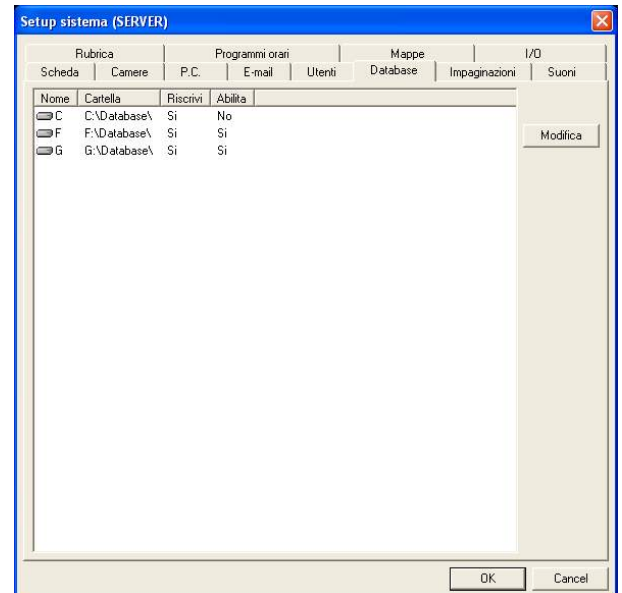 Setup sistema (SERVER)
Rubrica Programmi orari Mappe I/O
Scheda Camere P.C. E-mail Utenti Database Impaginazioni Suoni
Nome Cartella Riscrivi Abilita
C C:\Database\ Si No
F F:\Database\ Si Si
G G:\Database\ Si Si
Modifica
OK Cancel